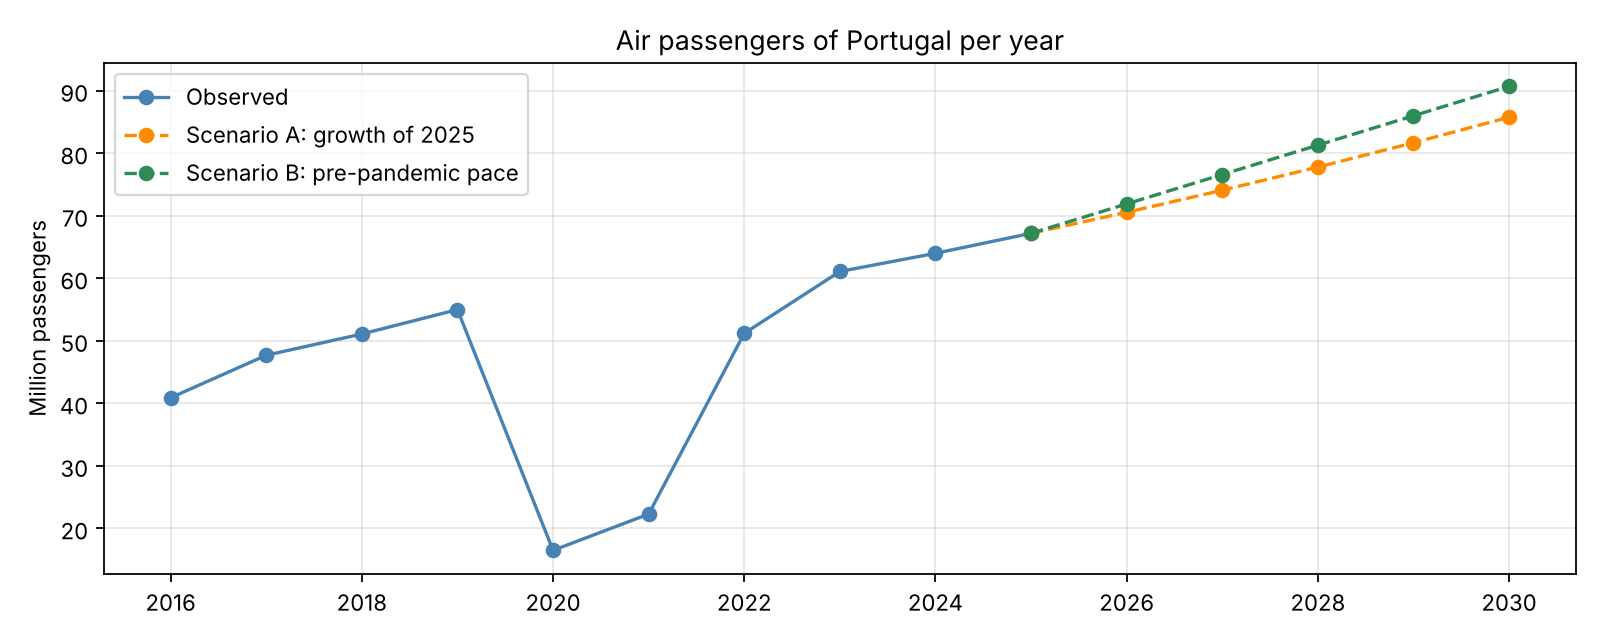 Air passengers of Portugal per year
Observed
Scenario A: growth of 2025
Scenario B: pre-pandemic pace
Million passengers
90
80
70
60
50
40
30
20
2016 2018 2020 2022 2024 2026 2028 2030